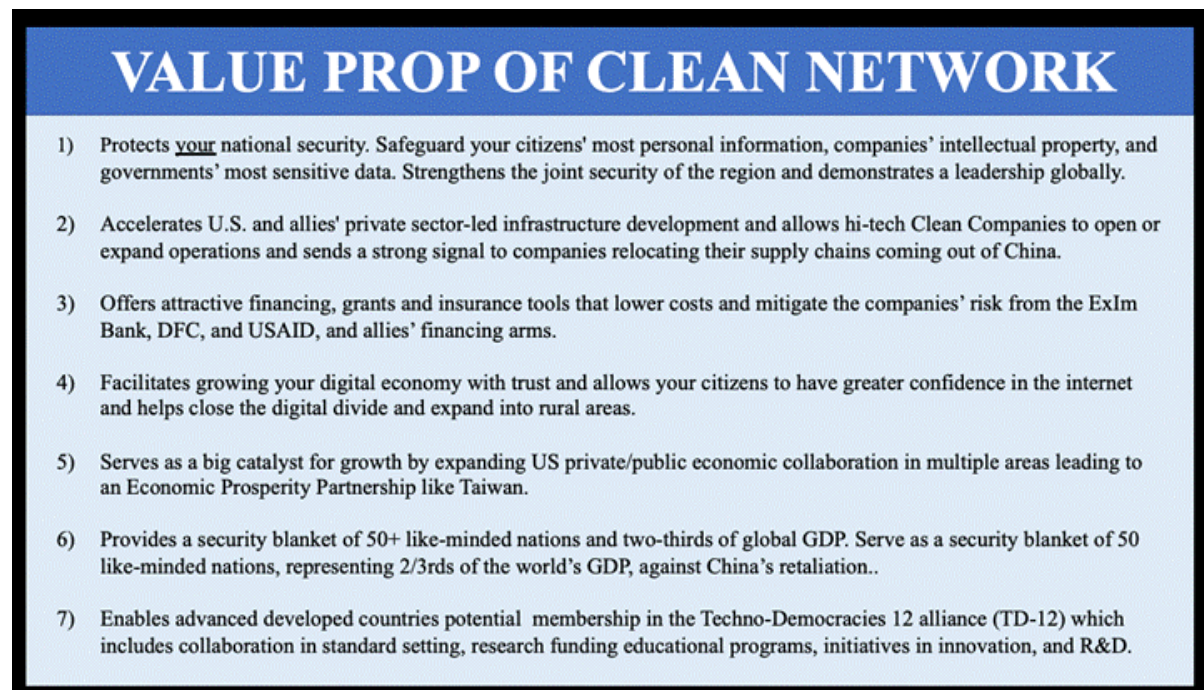 VALUE PROP OF CLEAN NETWORK
1) Protects your national security. Safeguard your citizens' most personal information, companies’ intellectual property, and
governments’ most sensitive data. Strengthens the joint security of the region and demonstrates a leadership globally.
2) Accelerates U.S. and allies' private sector-led infrastructure development and allows hi-tech Clean Companies to open or
expand operations and sends a strong signal to companies relocating their supply chains coming out of China.
3) Offers attractive financing, grants and insurance tools that lower costs and mitigate the companies’ risk from the ExIm
Bank, DFC, and USAID, and allies’ financing arms.
4) Facilitates growing your digital economy with trust and allows your citizens to have greater confidence in the internet
and helps close the digital divide and expand into rural areas.
5) Serves as a big catalyst for growth by expanding US private/public economic collaboration in multiple areas leading to
an Economic Prosperity Partnership like Taiwan.
6) Provides a security blanket of 50+ like-minded nations and two-thirds of global GDP. Serve as a security blanket of 50
like-minded nations, representing 2/3rds of the world’s GDP, against China’s retaliation..
7) Enables advanced developed countries potential  membership in the Techno-Democracies 12 alliance (TD-12) which
includes collaboration in standard setting, research funding educational programs, initiatives in innovation, and R&D.